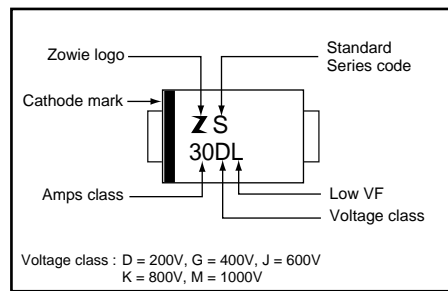 Zowie logo
Standard
Series code
Cathode mark
Z S
30DL
Amps class
Low VF
Voltage class
Voltage class : D = 200V, G = 400V, J = 600V
K = 800V, M = 1000V